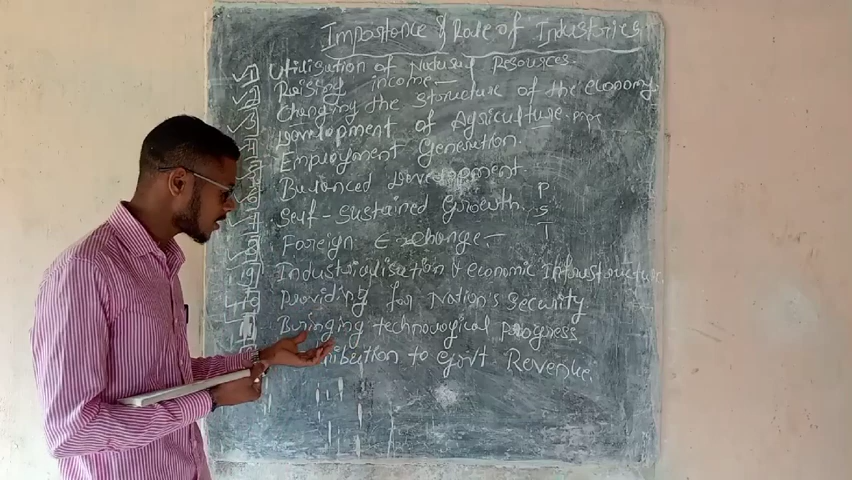 Importance & Role of Industries
Utilisation of Natural Resources.
Raising income
Changing the structure of the economy
Development of Agriculture.
Employment Generation.
Balanced Development.
Self-Sustained Growth.
Foreign Exchange.
Industrialisation & economic Infrastructure.
Providing for Nation's Security
Bringing technological Progress.
to Govt Revenue.
P
S
T